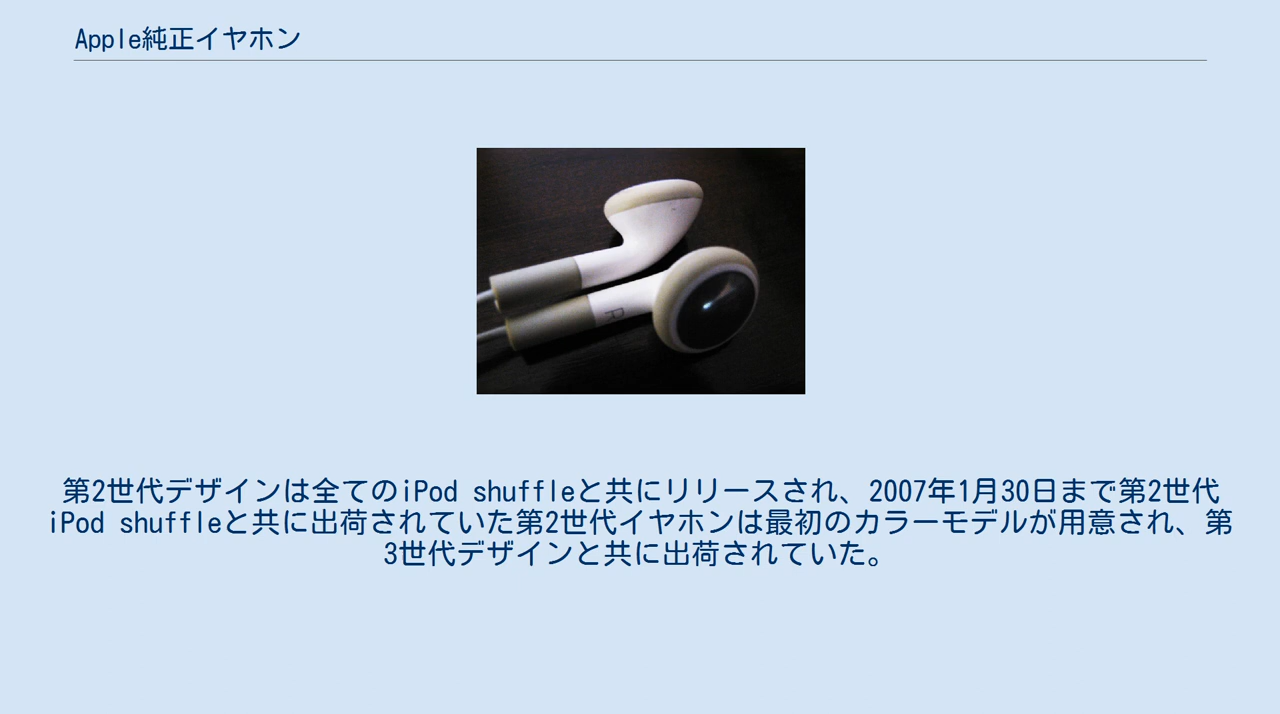 Apple純正イヤホン
R
第2世代デザインは全てのiPod shuffleと共にリリースされ、2007年1月30日まで第2世代
iPod shuffleと共に出荷されていた第2世代イヤホンは最初のカラーモデルが用意され、第
3世代デザインと共に出荷されていた。